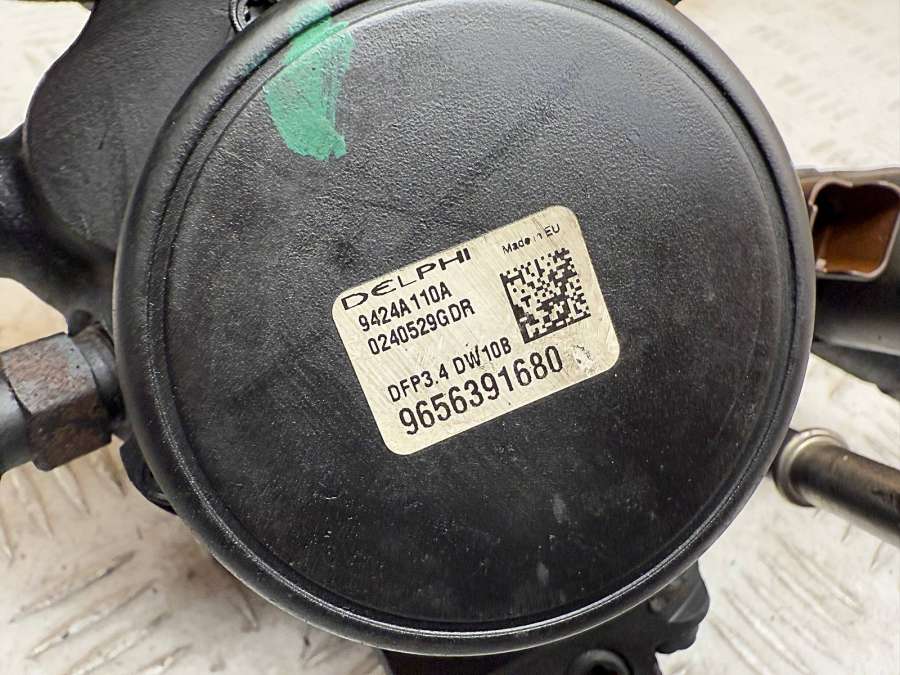 Made in EU
DELPHI
9424A110A
0240529GDR
DFP3.4 DW10B
9656391680